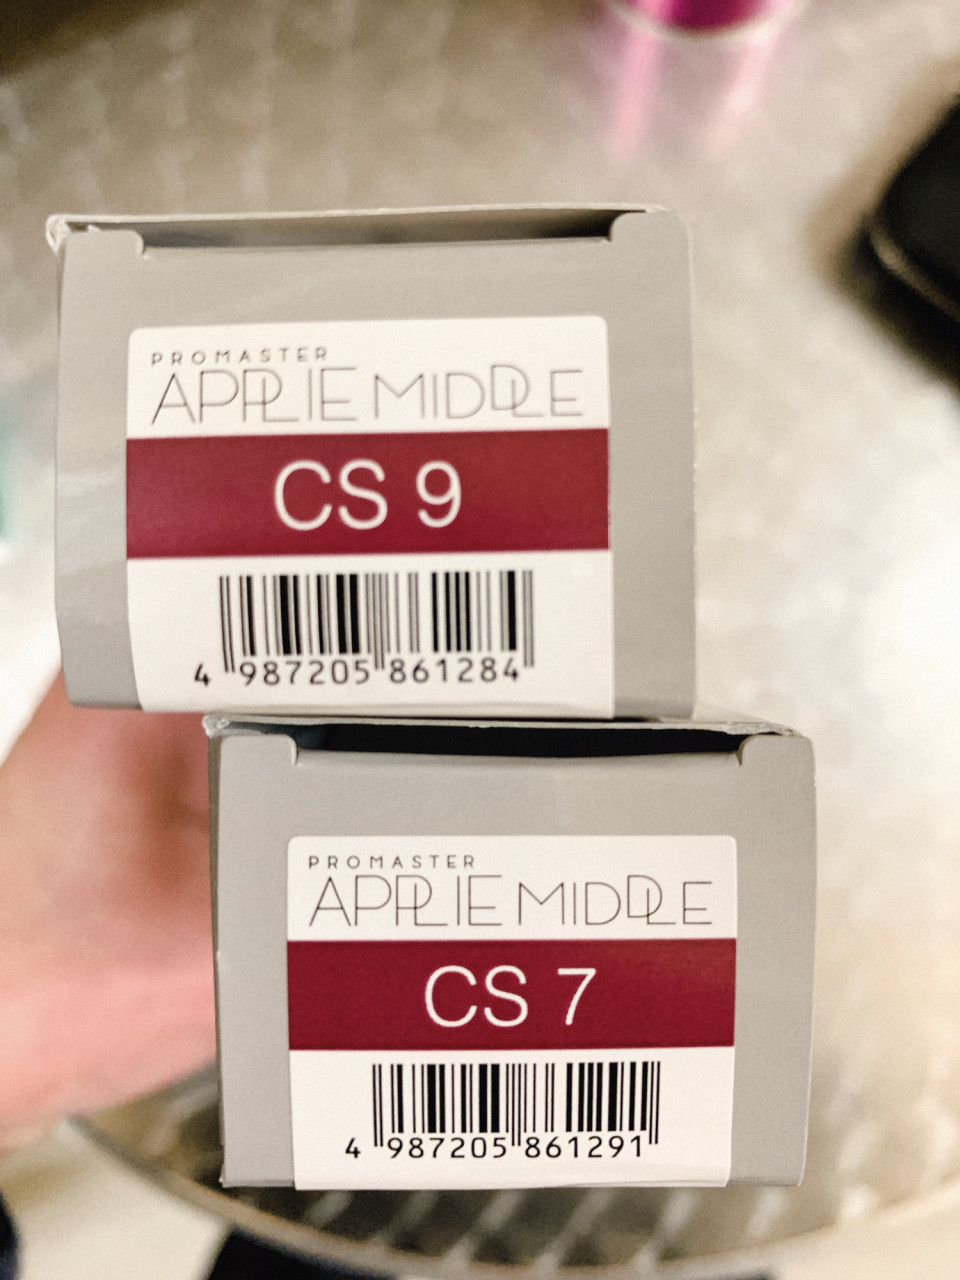 PROMASTER
APPLIE MIDDLE
CS 9
4 987205 861284
PROMASTER
APPLIE MIDDLE
CS 7
4 987205 861291